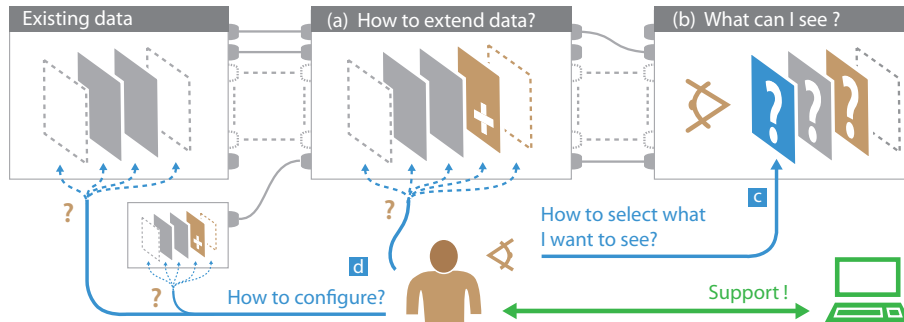 Existing data
(a) How to extend data?
(b) What can I see ?
? ? ?
+
?
?
c
How to select what
I want to see?
+
d
?
How to configure?
Support !